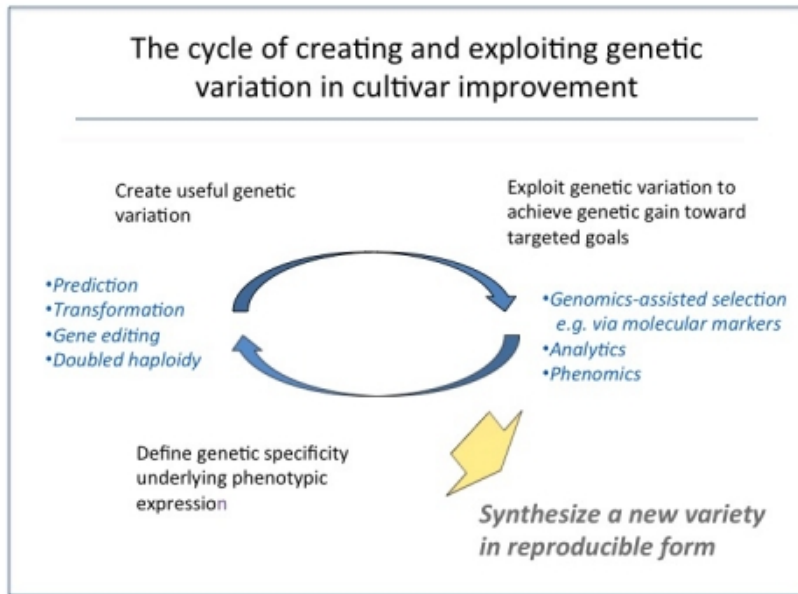 The cycle of creating and exploiting genetic
variation in cultivar improvement
Create useful genetic
variation
Exploit genetic variation to
achieve genetic gain toward
targeted goals
•Prediction
•Transformation
•Gene editing
•Doubled haploidy
•Genomics-assisted selection
e.g. via molecular markers
•Analytics
•Phenomics
Define genetic specificity
underlying phenotypic
expression
Synthesize a new variety
in reproducible form